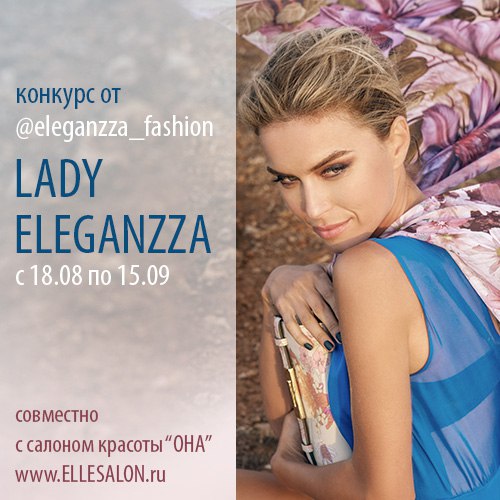 конкурс от
@eleganzza_fashion
LADY
ELEGANZZA
с 18.08 по 15.09
совместно
с салоном красоты “ОНА”
www.ELLESALON.ru